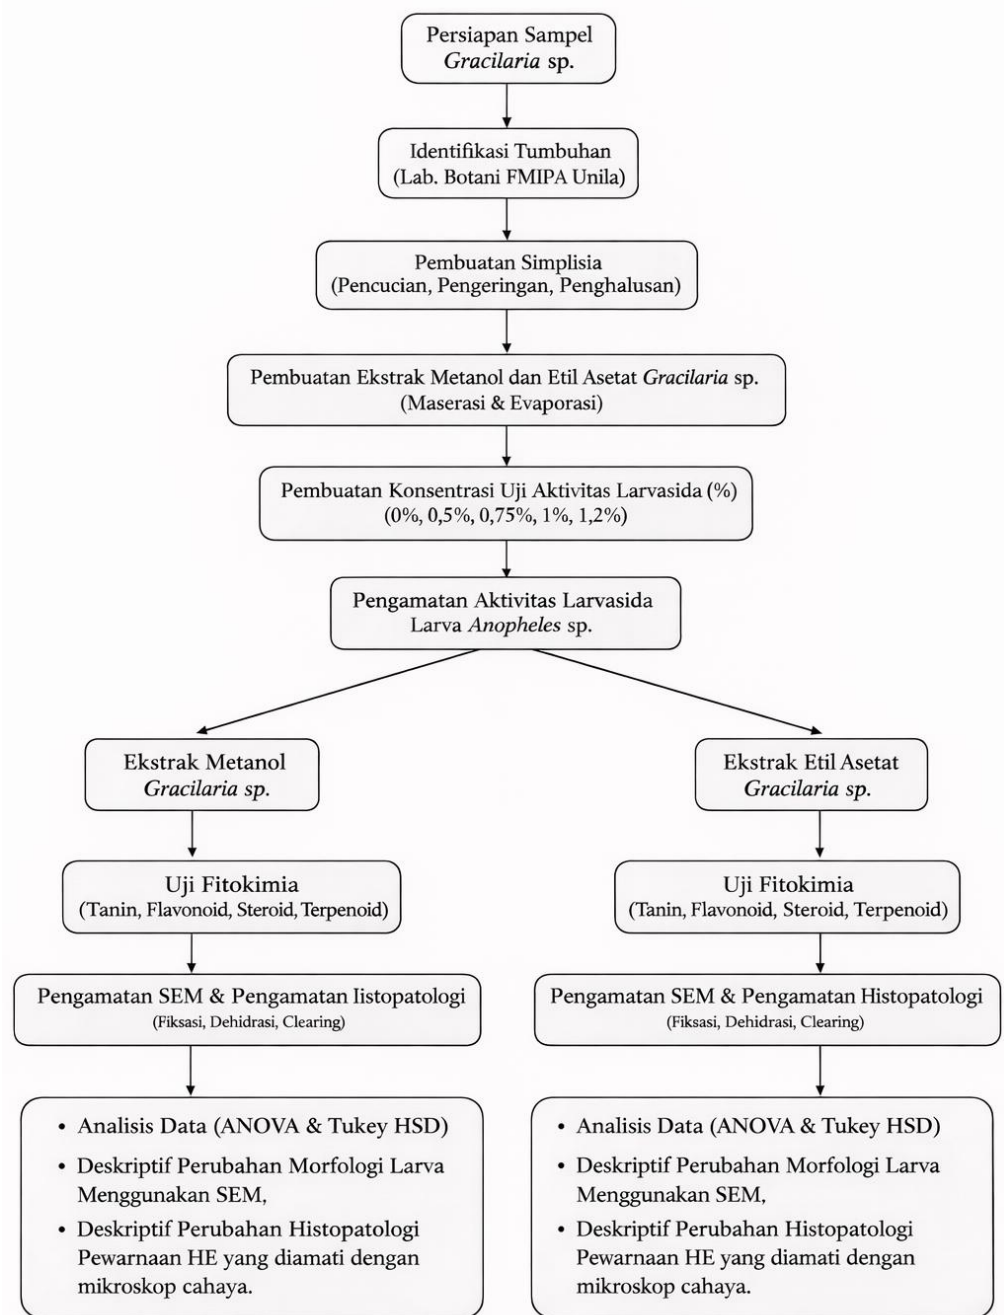 Persiapan Sampel
Gracilaria sp.
Identifikasi Tumbuhan
(Lab. Botani FMIPA Unila)
Pembuatan Simplisia
(Pencucian, Pengeringan, Penghalusan)
Pembuatan Ekstrak Metanol dan Etil Asetat Gracilaria sp.
(Maserasi & Evaporasi)
Pembuatan Konsentrasi Uji Aktivitas Larvasida (%)
(0%, 0,5%, 0,75%, 1%, 1,2%)
Pengamatan Aktivitas Larvasida
Larva Anopheles sp.
Ekstrak Metanol
Gracilaria sp.
Uji Fitokimia
(Tanin, Flavonoid, Steroid, Terpenoid)
Pengamatan SEM & Pengamatan Iistopatologi
(Fiksasi, Dehidrasi, Clearing)
• Analisis Data (ANOVA & Tukey HSD)
• Deskriptif Perubahan Morfologi Larva
Menggunakan SEM,
• Deskriptif Perubahan Histopatologi
Pewarnaan HE yang diamati dengan
mikroskop cahaya.
Ekstrak Etil Asetat
Gracilaria sp.
Uji Fitokimia
(Tanin, Flavonoid, Steroid, Terpenoid)
Pengamatan SEM & Pengamatan Histopatologi
(Fiksasi, Dehidrasi, Clearing)
• Analisis Data (ANOVA & Tukey HSD)
• Deskriptif Perubahan Morfologi Larva
Menggunakan SEM,
• Deskriptif Perubahan Histopatologi
Pewarnaan HE yang diamati dengan
mikroskop cahaya.